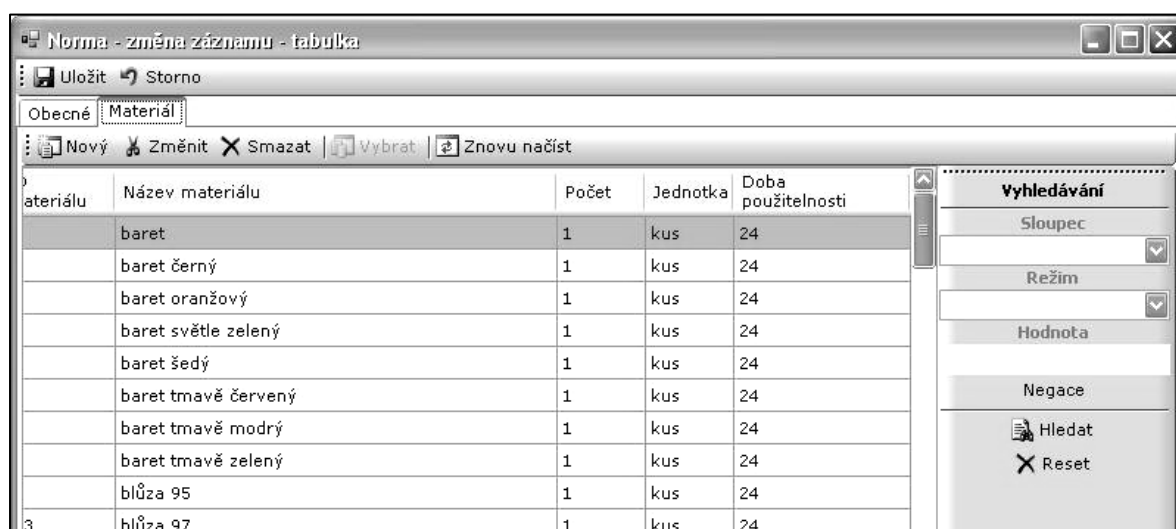 Norma - změna záznamu - tabulka
Uložit Storno
Obecné Materiál
Nový Změnit Smazat Vybrat Znovu načíst
ateriálu Název materiálu Počet Jednotka Doba použitelnosti
baret 1 kus 24
baret černý 1 kus 24
baret oranžový 1 kus 24
baret světle zelený 1 kus 24
baret šedý 1 kus 24
baret tmavě červený 1 kus 24
baret tmavě modrý 1 kus 24
baret tmavě zelený 1 kus 24
blůza 95 1 kus 24
3 blůza 97 1 kus 24
Vyhledávání
Sloupec
Režim
Hodnota
Negace
Hledat
Reset